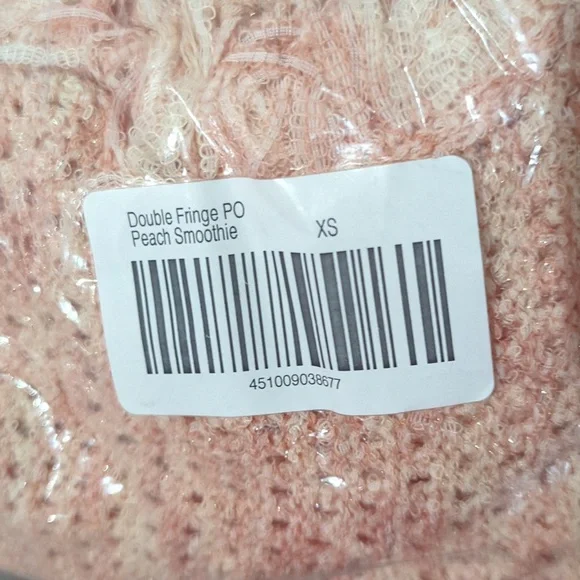 Double Fringe PO
Peach Smoothie XS
451009038677